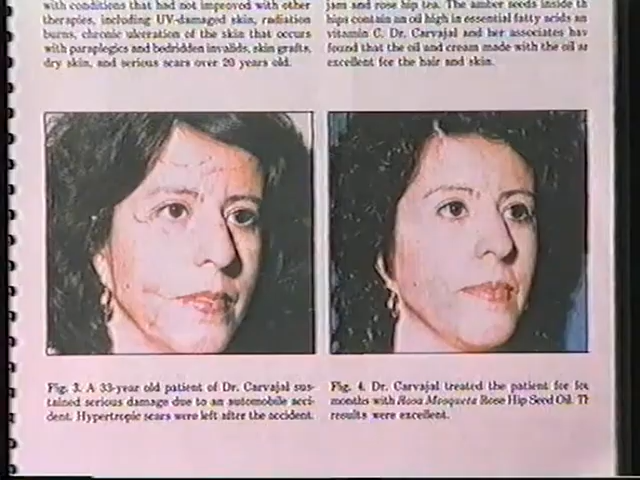 with conditions that had not improved with other
therapies, including UV-damaged skin, radiation
burns, chronic ulceration of the skin that occurs
with paraplegics and bedridden invalids, skin grafts,
dry skin, and serious scars over 20 years old.
jam and rose hip tea. The amber seeds inside th
hips contain an oil high in essential fatty acids an
vitamin C. Dr. Carvajal and her associates hav
found that the oil and cream made with the oil ar
excellent for the hair and skin.
Fig. 3. A 33-year old patient of Dr. Carvajal sus-
tained serious damage due to an automobile acci-
dent. Hypertropic scars were left after the accident.
Fig. 4. Dr. Carvajal treated the patient for fou
months with Rosa Mosqueta Rose Hip Seed Oil. Th
results were excellent.